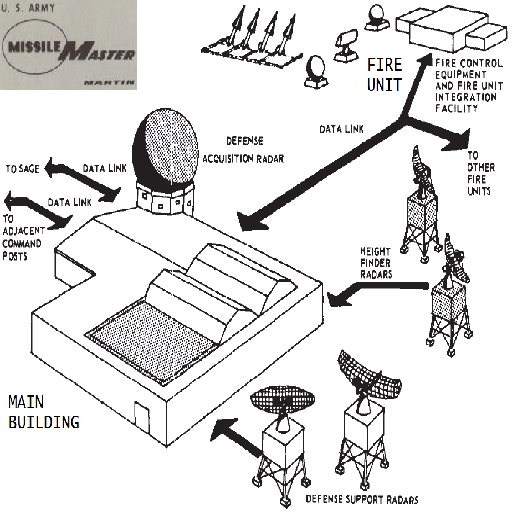 U. S. ARMY
MISSILE MASTER
MARTIN
FIRE
UNIT
FIRE CONTROL
EQUIPMENT
AND FIRE UNIT
INTEGRATION
FACILITY
DATA LINK
DEFENSE
ACQUISITION RADAR
TO
OTHER
FIRE
UNITS
TO SAGE
DATA LINK
DATA LINK
TO
ADJACENT
COMMAND
POSTS
HEIGHT
FINDER
RADARS
MAIN
BUILDING
DEFENSE SUPPORT RADARS